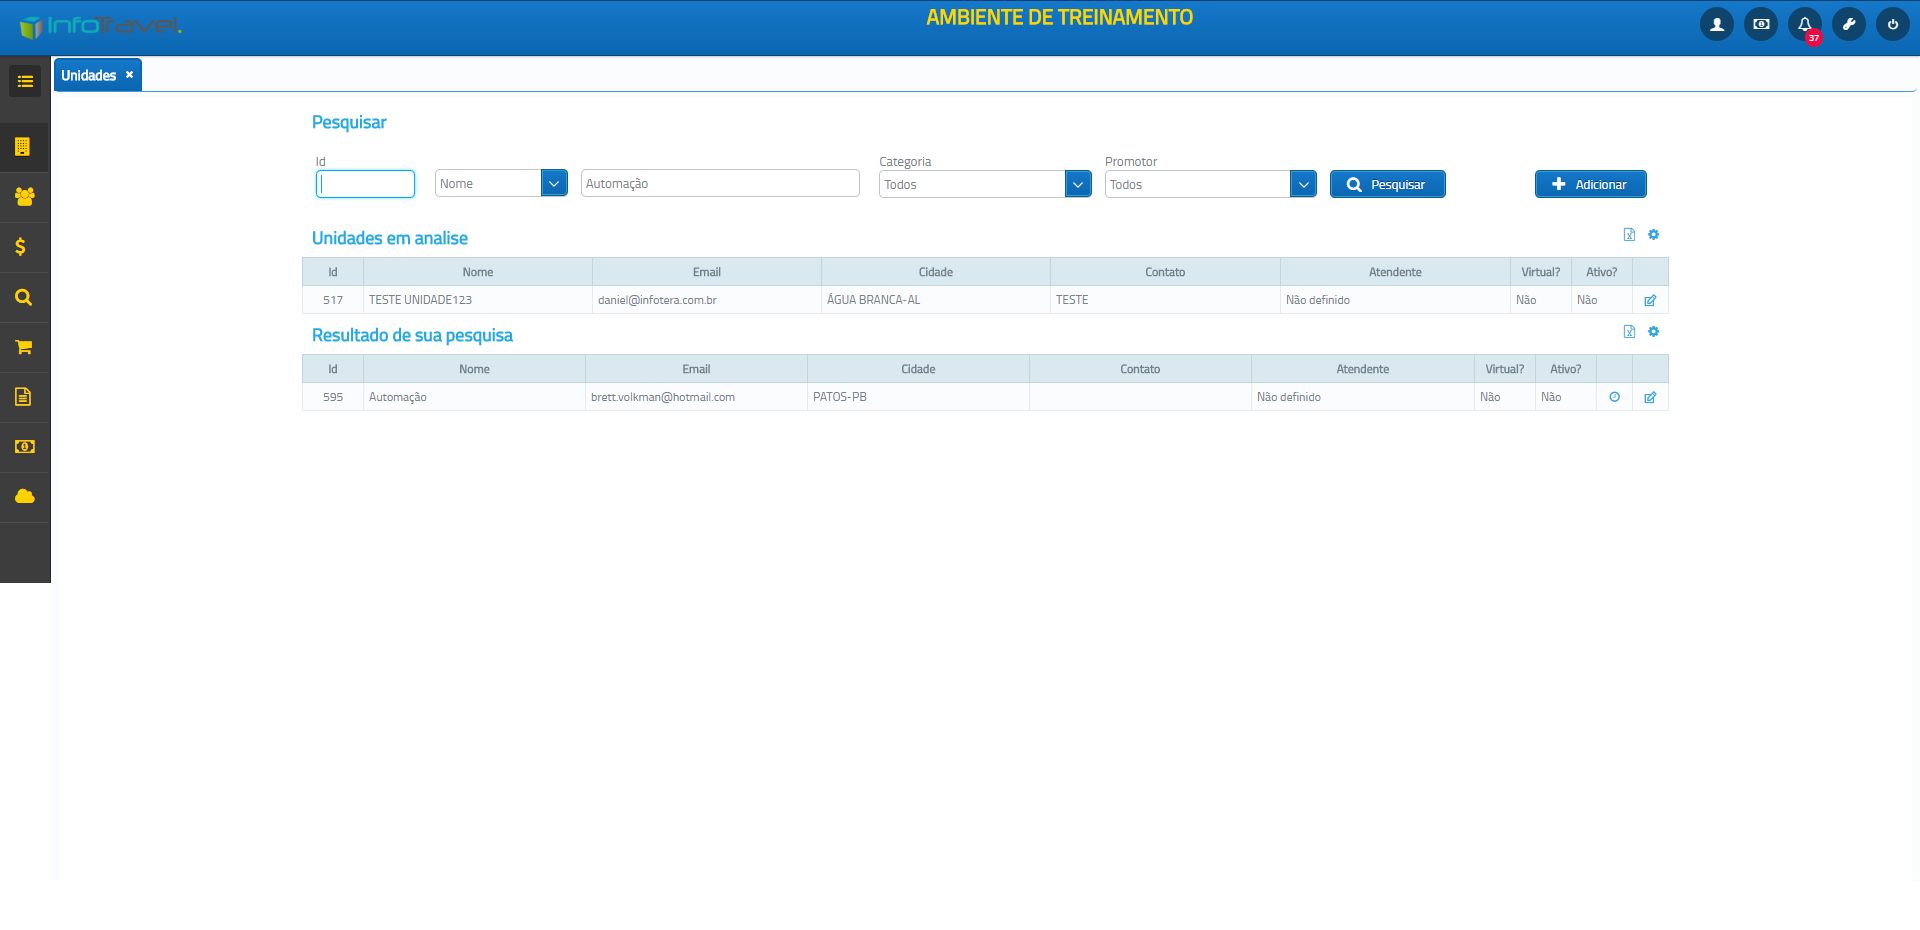 InfoTravel.
AMBIENTE DE TREINAMENTO
37
Unidades
Pesquisar
Id
Categoria
Promotor
Nome
Automação
Todos
Todos
Pesquisar
Adicionar
Unidades em analise
Id Nome Email Cidade Contato Atendente Virtual? Ativo?
517 TESTE UNIDADE123 daniel@infotera.com.br ÁGUA BRANCA-AL TESTE Não definido Não Não
Resultado de sua pesquisa
Id Nome Email Cidade Contato Atendente Virtual? Ativo?
595 Automação brett.volkman@hotmail.com PATOS-PB Não definido Não Não